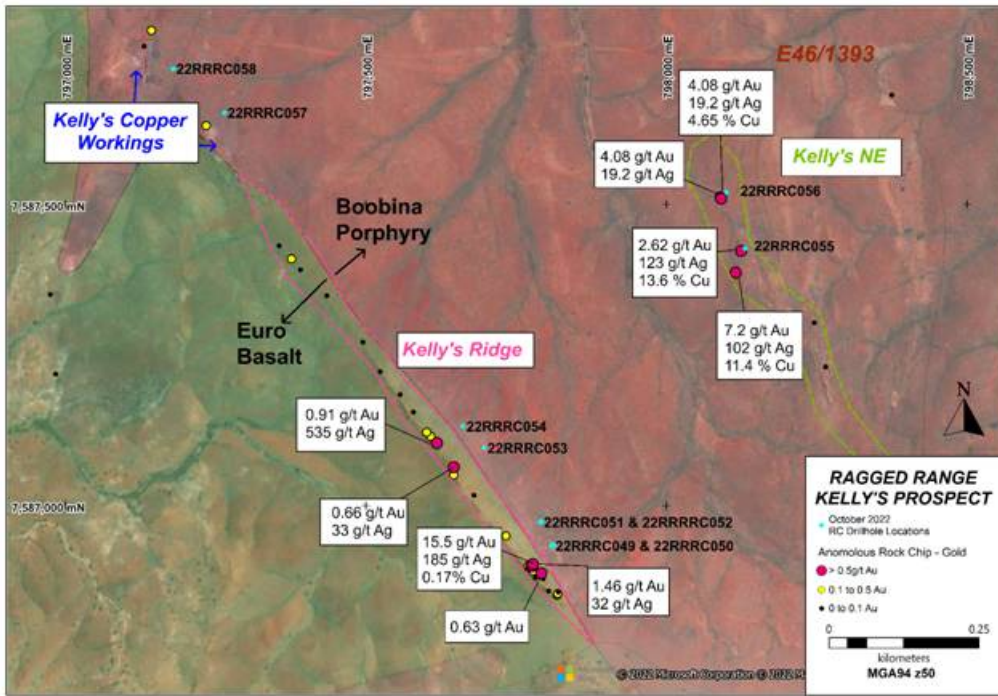 797,000 mE
797,500 mE
798,000 mE
798,500 mE
E46/1393
22RRRC058
22RRRC057
Kelly's Copper
Workings
4.08 g/t Au
19.2 g/t Ag
4.65 % Cu
4.08 g/t Au
19.2 g/t Ag
Kelly's NE
22RRRC056
7,587,500 mN
Boobina
Porphyry
2.62 g/t Au
123 g/t Ag
13.6 % Cu
22RRRC055
Euro
Basalt
Kelly's Ridge
7.2 g/t Au
102 g/t Ag
11.4 % Cu
N
0.91 g/t Au
535 g/t Ag
22RRRC054
22RRRC053
7,587,000 mN
0.66 g/t Au
33 g/t Ag
22RRRC051 & 22RRRRC052
22RRRC049 & 22RRRC050
15.5 g/t Au
185 g/t Ag
0.17% Cu
1.46 g/t Au
32 g/t Ag
0.63 g/t Au
RAGGED RANGE
KELLY'S PROSPECT
October 2022
RC Drillhole Locations
Anomolous Rock Chip - Gold
> 0.5g/t Au
0.1 to 0.5 Au
0 to 0.1 Au
0 0.25
kilometers
MGA94 z50
© 2022 Microsoft Corporation © 2022 M